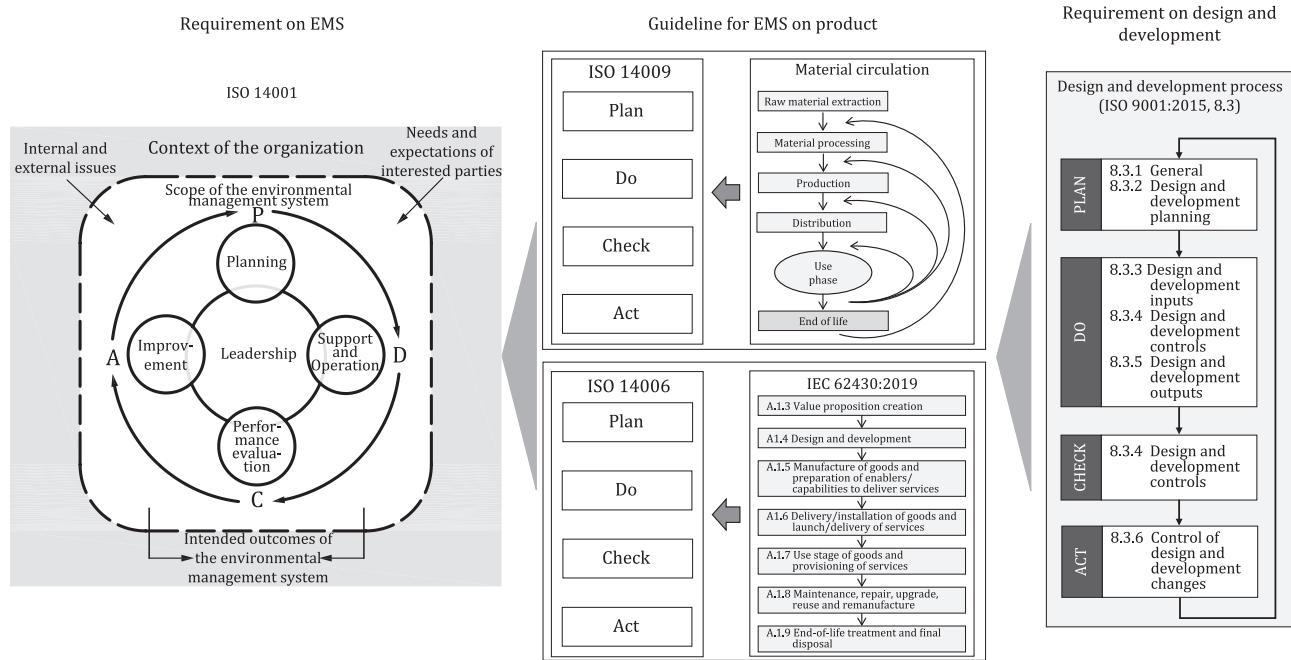 Requirement on EMS
ISO 14001
Internal and
external issues
Context of the organization
Needs and
expectations of
interested parties
Scope of the environmental
management system
P
Planning
A
Improv-
ement
Leadership
Support and
Operation
D
Perfor-
mance
evalua-
tion
C
Intended outcomes of
the environmental
management system
Guideline for EMS on product
ISO 14009
Plan
Do
Check
Act
Material circulation
Raw material extraction
Material processing
Production
Distribution
Use
phase
End of life
ISO 14006
Plan
Do
Check
Act
IEC 62430:2019
A.1.3 Value proposition creation
A1.4 Design and development
A.1.5 Manufacture of goods and
preparation of enablers/
capabilities to deliver services
A1.6 Delivery/installation of goods and
launch/delivery of services
A.1.7 Use stage of goods and
provisioning of services
A.1.8 Maintenance, repair, upgrade,
reuse and remanufacture
A.1.9 End-of-life treatment and final
disposal
Requirement on design and
development
Design and development process
(ISO 9001:2015, 8.3)
PLAN
8.3.1 General
8.3.2 Design and
development
planning
DO
8.3.3 Design and
development
inputs
8.3.4 Design and
development
controls
8.3.5 Design and
development
outputs
CHECK
8.3.4 Design and
development
controls
ACT
8.3.6 Control of
design and
development
changes